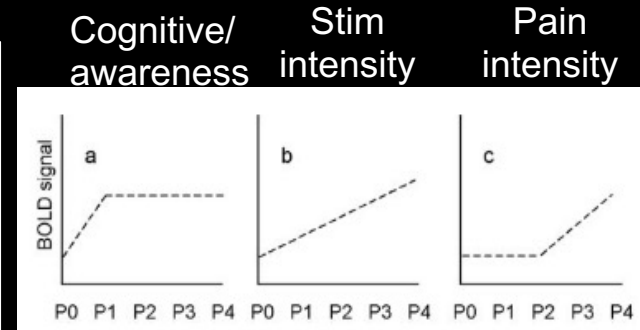 Cognitive/
awareness
Stim
intensity
Pain
intensity
BOLD signal
a
b
c
P0 P1 P2 P3 P4
P0 P1 P2 P3 P4
P0 P1 P2 P3 P4